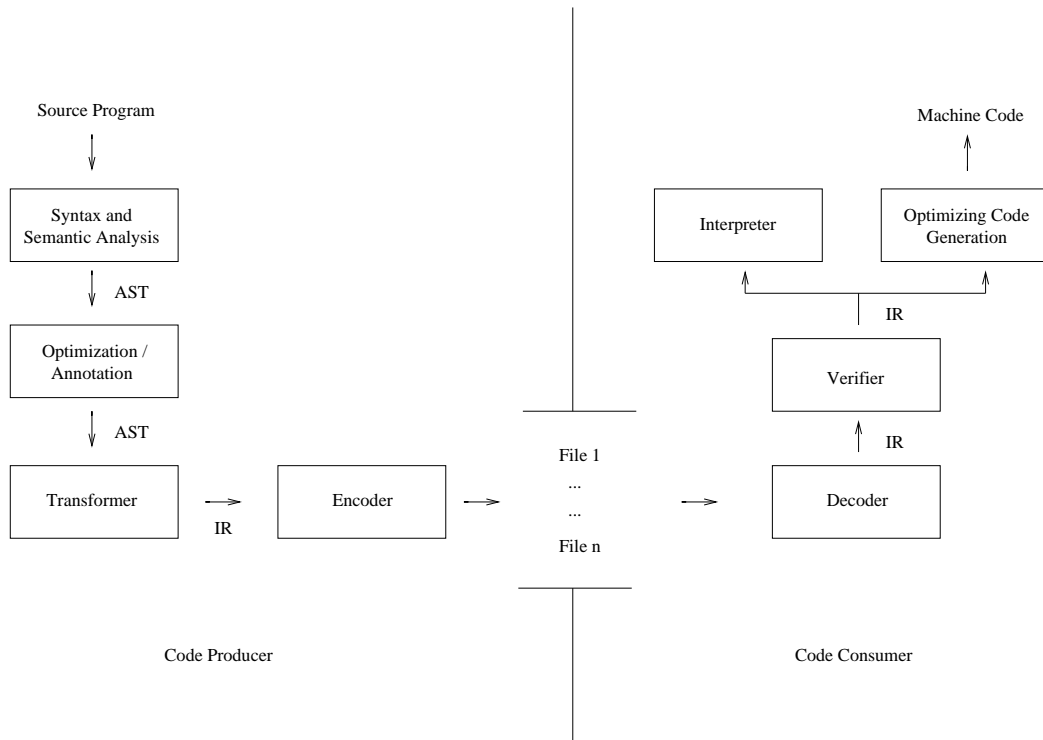 Source Program
Syntax and
Semantic Analysis
AST
Optimization /
Annotation
AST
Transformer
IR
Encoder
File 1
...
...
File n
Code Producer
Machine Code
Interpreter
Optimizing Code
Generation
IR
Verifier
IR
Decoder
Code Consumer